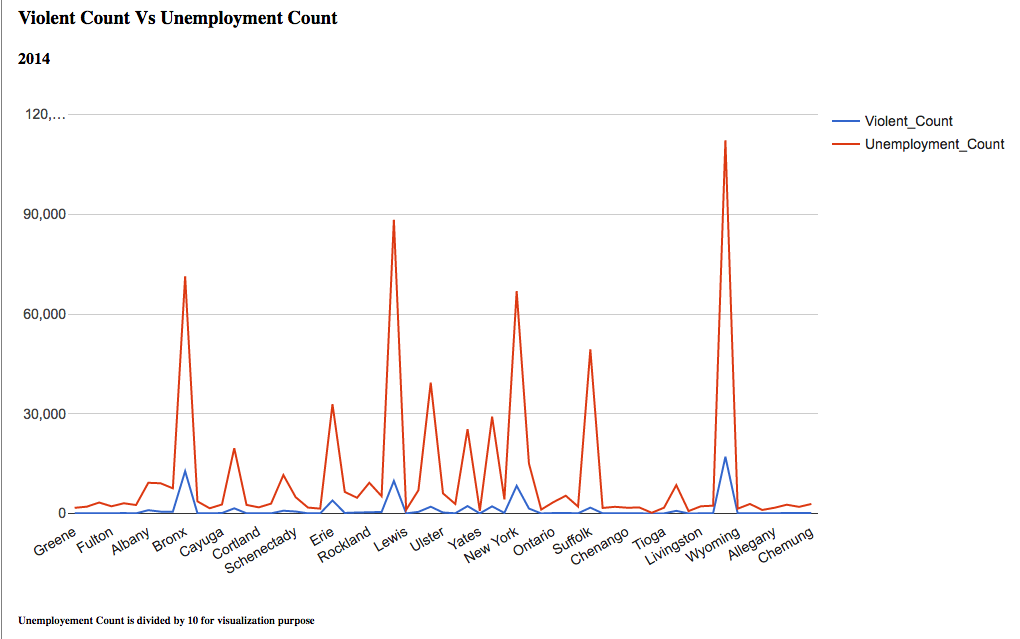 Violent Count Vs Unemployment Count
2014
120,...
90,000
60,000
30,000
0
Violent_Count
Unemployment_Count
Greene
Fulton
Albany
Bronx
Cayuga
Cortland
Schenectady
Erie
Rockland
Lewis
Ulster
Yates
New York
Ontario
Suffolk
Chenango
Tioga
Livingston
Wyoming
Allegany
Chemung
Unemployement Count is divided by 10 for visualization purpose